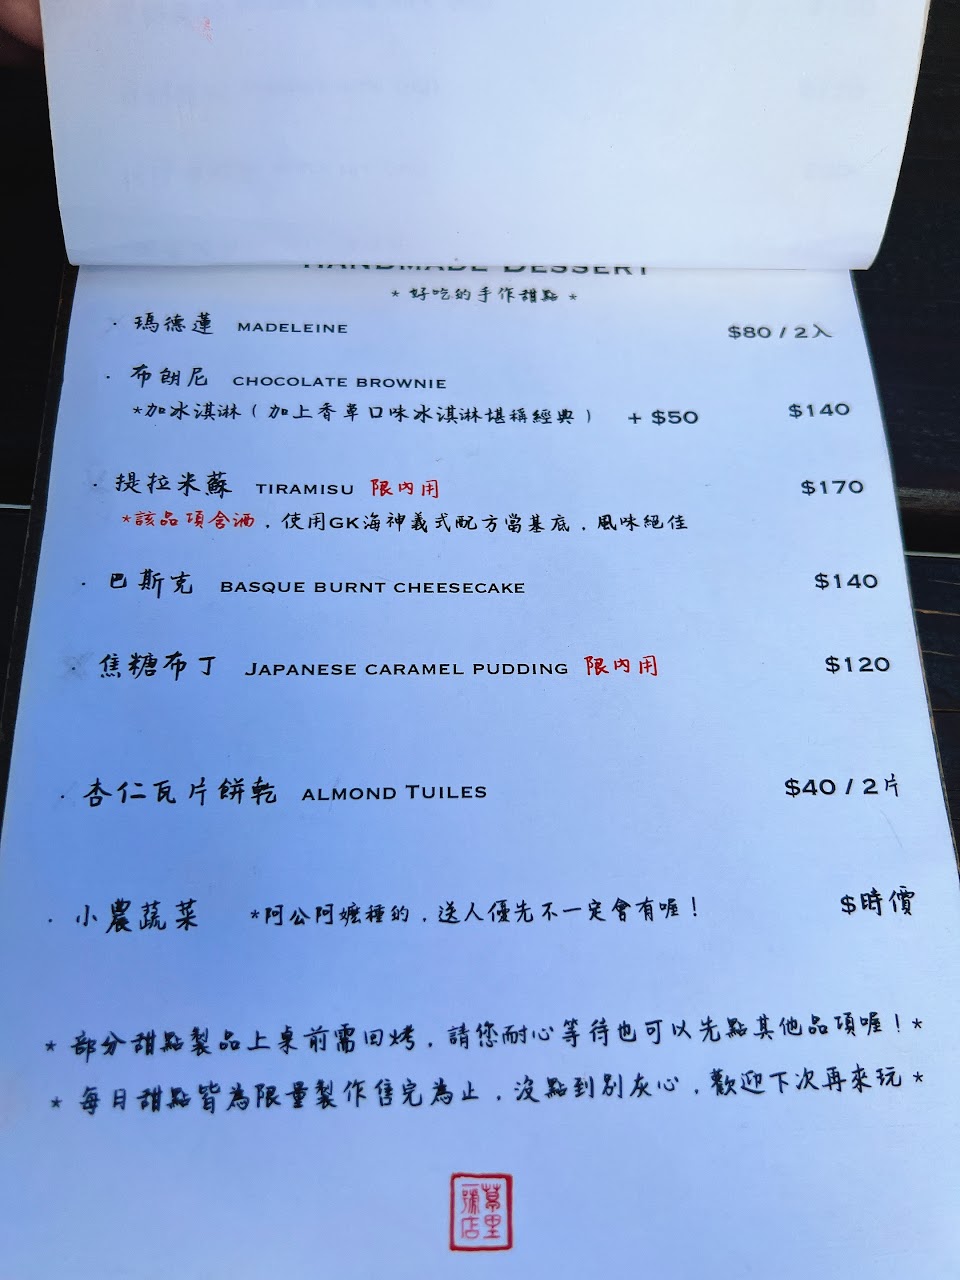 HANDMADE DESSERT
* 好吃的手作甜點 *
· 瑪德蓮 MADELEINE $80 / 2入
· 布朗尼 CHOCOLATE BROWNIE
*加冰淇淋(加上香草口味冰淇淋堪稱經典) + $50 $140
· 提拉米蘇 TIRAMISU 限內用 $170
*該品項含酒,使用GK海神義式配方當基底,風味絕佳
· 巴斯克 BASQUE BURNT CHEESECAKE $140
· 焦糖布丁 JAPANESE CARAMEL PUDDING 限內用 $120
· 杏仁瓦片餅乾 ALMOND TUILES $40 / 2片
· 小農蔬菜 *阿公阿嬤種的,送人優先不一定會有喔! $時價
* 部分甜點製品上桌前需回烤,請您耐心等待也可以先點其他品項喔!*
* 每日甜點皆為限量製作售完為止,沒點到別灰心,歡迎下次再來玩 *
葛里
號店